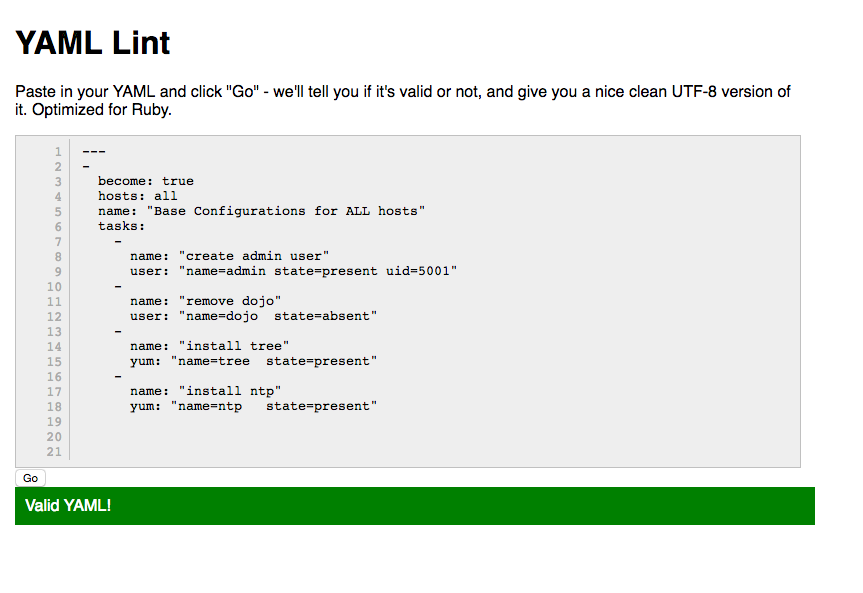 YAML Lint
Paste in your YAML and click "Go" - we'll tell you if it's valid or not, and give you a nice clean UTF-8 version of
it. Optimized for Ruby.
1 ---
2 -
3   become: true
4   hosts: all
5   name: "Base Configurations for ALL hosts"
6   tasks:
7     -
8       name: "create admin user"
9       user: "name=admin state=present uid=5001"
10     -
11       name: "remove dojo"
12       user: "name=dojo  state=absent"
13     -
14       name: "install tree"
15       yum: "name=tree  state=present"
16     -
17       name: "install ntp"
18       yum: "name=ntp   state=present"
19
20
21
Go
Valid YAML!